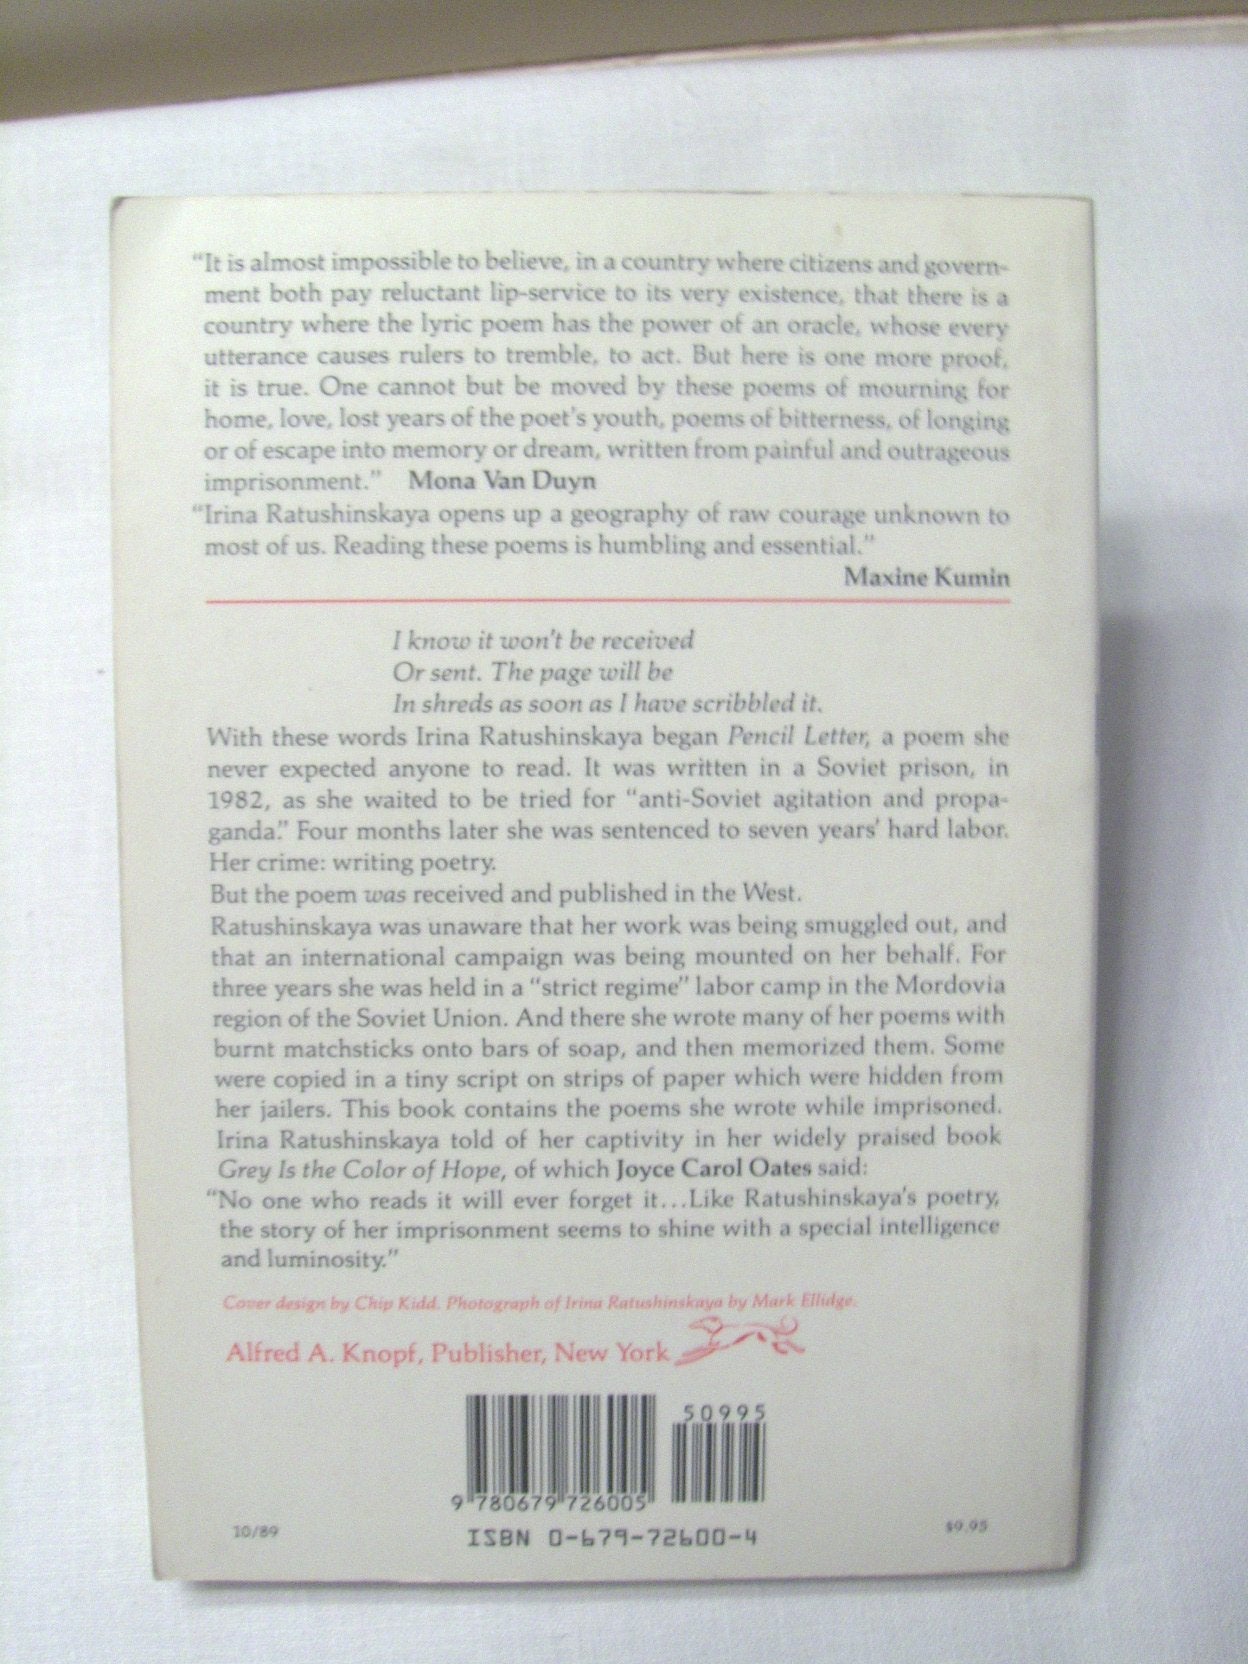 “It is almost impossible to believe, in a country where citizens and govern-
ment both pay reluctant lip-service to its very existence, that there is a
country where the lyric poem has the power of an oracle, whose every
utterance causes rulers to tremble, to act. But here is one more proof,
it is true. One cannot but be moved by these poems of mourning for
home, love, lost years of the poet's youth, poems of bitterness, of longing
or of escape into memory or dream, written from painful and outrageous
imprisonment.” Mona Van Duyn
“Irina Ratushinskaya opens up a geography of raw courage unknown to
most of us. Reading these poems is humbling and essential.”
Maxine Kumin
I know it won't be received
Or sent. The page will be
In shreds as soon as I have scribbled it.
With these words Irina Ratushinskaya began Pencil Letter, a poem she
never expected anyone to read. It was written in a Soviet prison, in
1982, as she waited to be tried for “anti-Soviet agitation and propa-
ganda.” Four months later she was sentenced to seven years' hard labor.
Her crime: writing poetry.
But the poem was received and published in the West.
Ratushinskaya was unaware that her work was being smuggled out, and
that an international campaign was being mounted on her behalf. For
three years she was held in a “strict regime” labor camp in the Mordovia
region of the Soviet Union. And there she wrote many of her poems with
burnt matchsticks onto bars of soap, and then memorized them. Some
were copied in a tiny script on strips of paper which were hidden from
her jailers. This book contains the poems she wrote while imprisoned.
Irina Ratushinskaya told of her captivity in her widely praised book
Grey Is the Color of Hope, of which Joyce Carol Oates said:
“No one who reads it will ever forget it...Like Ratushinskaya's poetry,
the story of her imprisonment seems to shine with a special intelligence
and luminosity.”
Cover design by Chip Kidd. Photograph of Irina Ratushinskaya by Mark Ellidge.
Alfred A. Knopf, Publisher, New York
50995
9 780679 726005
10/89
ISBN 0-679-72600-4
$9.95